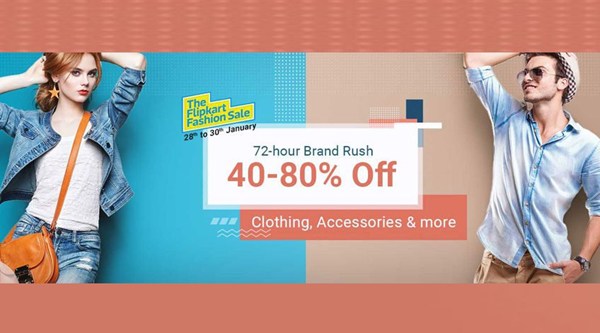 The
Flipkart
Fashion Sale
28th to 30th January
72-hour Brand Rush
40-80% Off
Clothing, Accessories & more